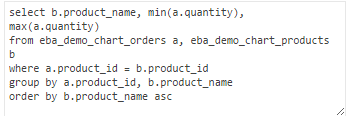 select b.product_name, min(a.quantity),
max(a.quantity)
from eba_demo_chart_orders a, eba_demo_chart_products
b
where a.product_id = b.product_id
group by a.product_id, b.product_name
order by b.product_name asc